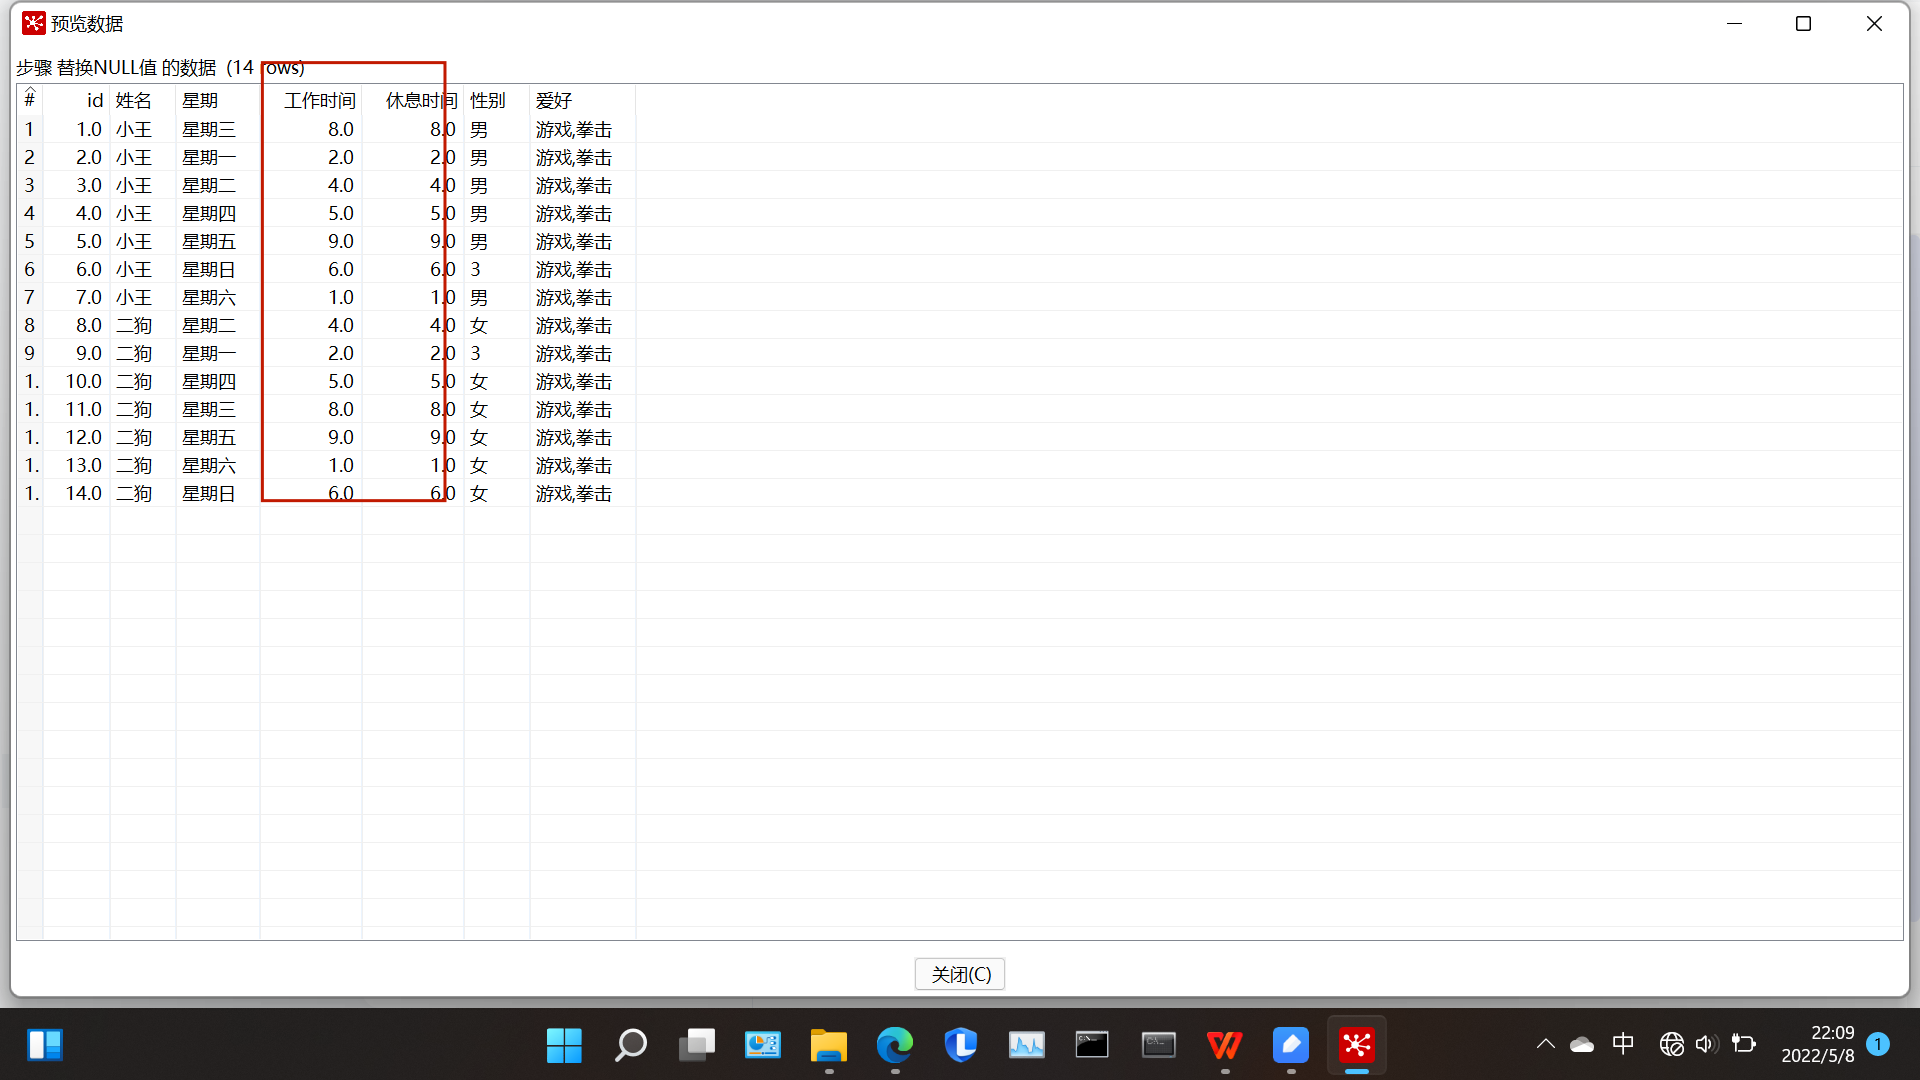 预览数据
步骤 替换NULL值 的数据 (14 rows)
# id 姓名 星期 工作时间 休息时间 性别 爱好
1 1.0 小王 星期三 8.0 8.0 男 游戏,拳击
2 2.0 小王 星期一 2.0 2.0 男 游戏,拳击
3 3.0 小王 星期二 4.0 4.0 男 游戏,拳击
4 4.0 小王 星期四 5.0 5.0 男 游戏,拳击
5 5.0 小王 星期五 9.0 9.0 男 游戏,拳击
6 6.0 小王 星期日 6.0 6.0 3 游戏,拳击
7 7.0 小王 星期六 1.0 1.0 男 游戏,拳击
8 8.0 二狗 星期二 4.0 4.0 女 游戏,拳击
9 9.0 二狗 星期一 2.0 2.0 3 游戏,拳击
1. 10.0 二狗 星期四 5.0 5.0 女 游戏,拳击
1. 11.0 二狗 星期三 8.0 8.0 女 游戏,拳击
1. 12.0 二狗 星期五 9.0 9.0 女 游戏,拳击
1. 13.0 二狗 星期六 1.0 1.0 女 游戏,拳击
1. 14.0 二狗 星期日 6.0 6.0 女 游戏,拳击
关闭(C)
中
22:09
2022/5/8
1